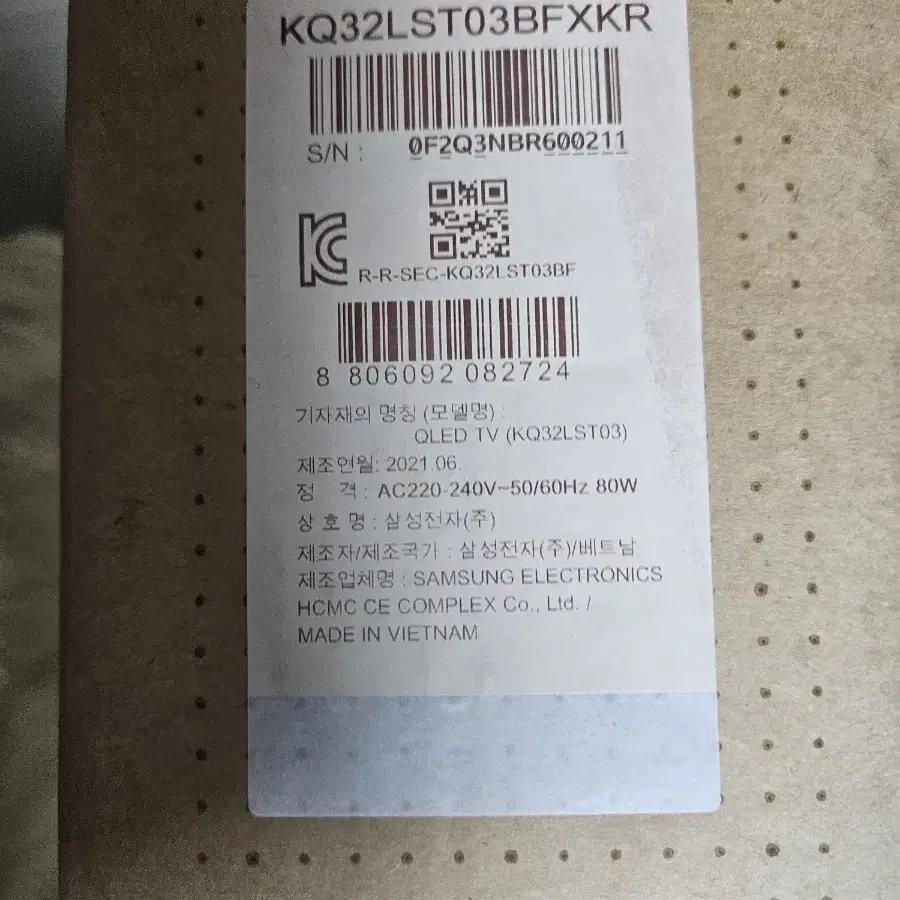 KQ32LST03BFXKR
S/N : 0F2Q3NBR600211
R-R-SEC-KQ32LST03BF
8 806092 082724
기자재의 명칭 (모델명) :
QLED TV (KQ32LST03)
제조연월: 2021.06.
정 격 : AC220-240V~50/60Hz 80W
상 호 명 : 삼성전자(주)
제조자/제조국가 : 삼성전자(주)/베트남
제조업체명 : SAMSUNG ELECTRONICS
HCMC CE COMPLEX Co., Ltd. /
MADE IN VIETNAM